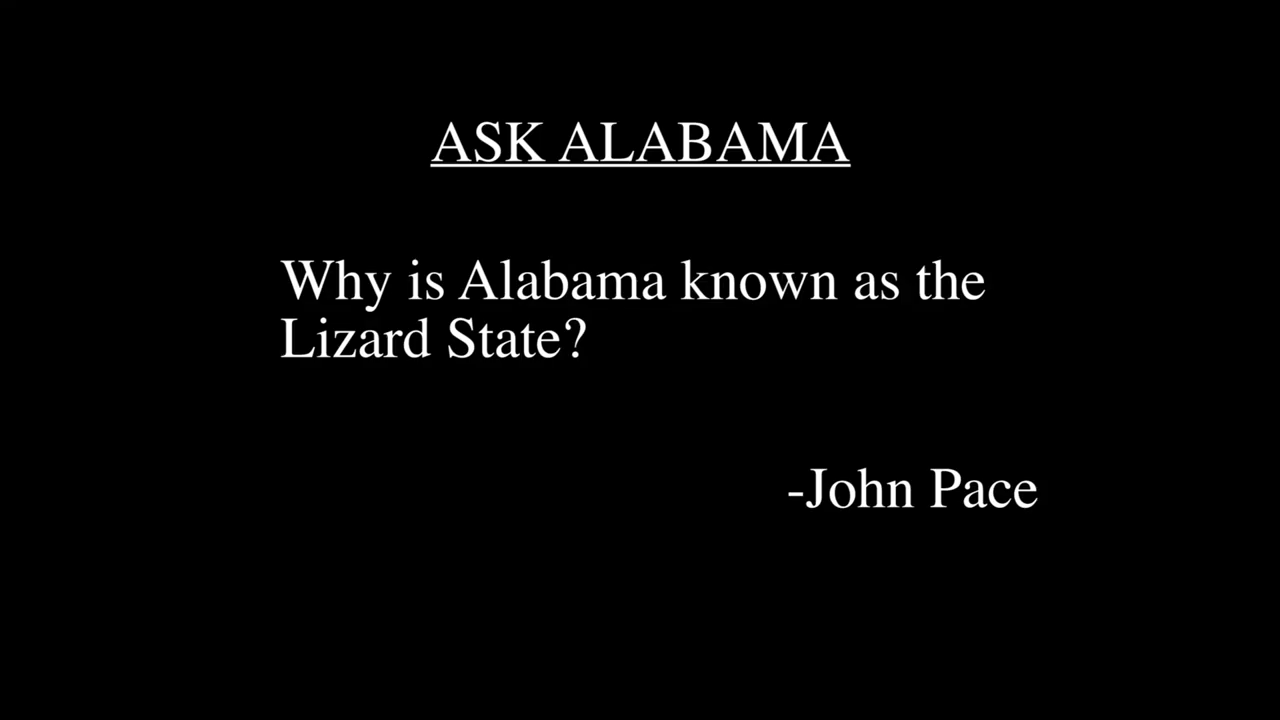 ASK ALABAMA
Why is Alabama known as the
Lizard State?
-John Pace